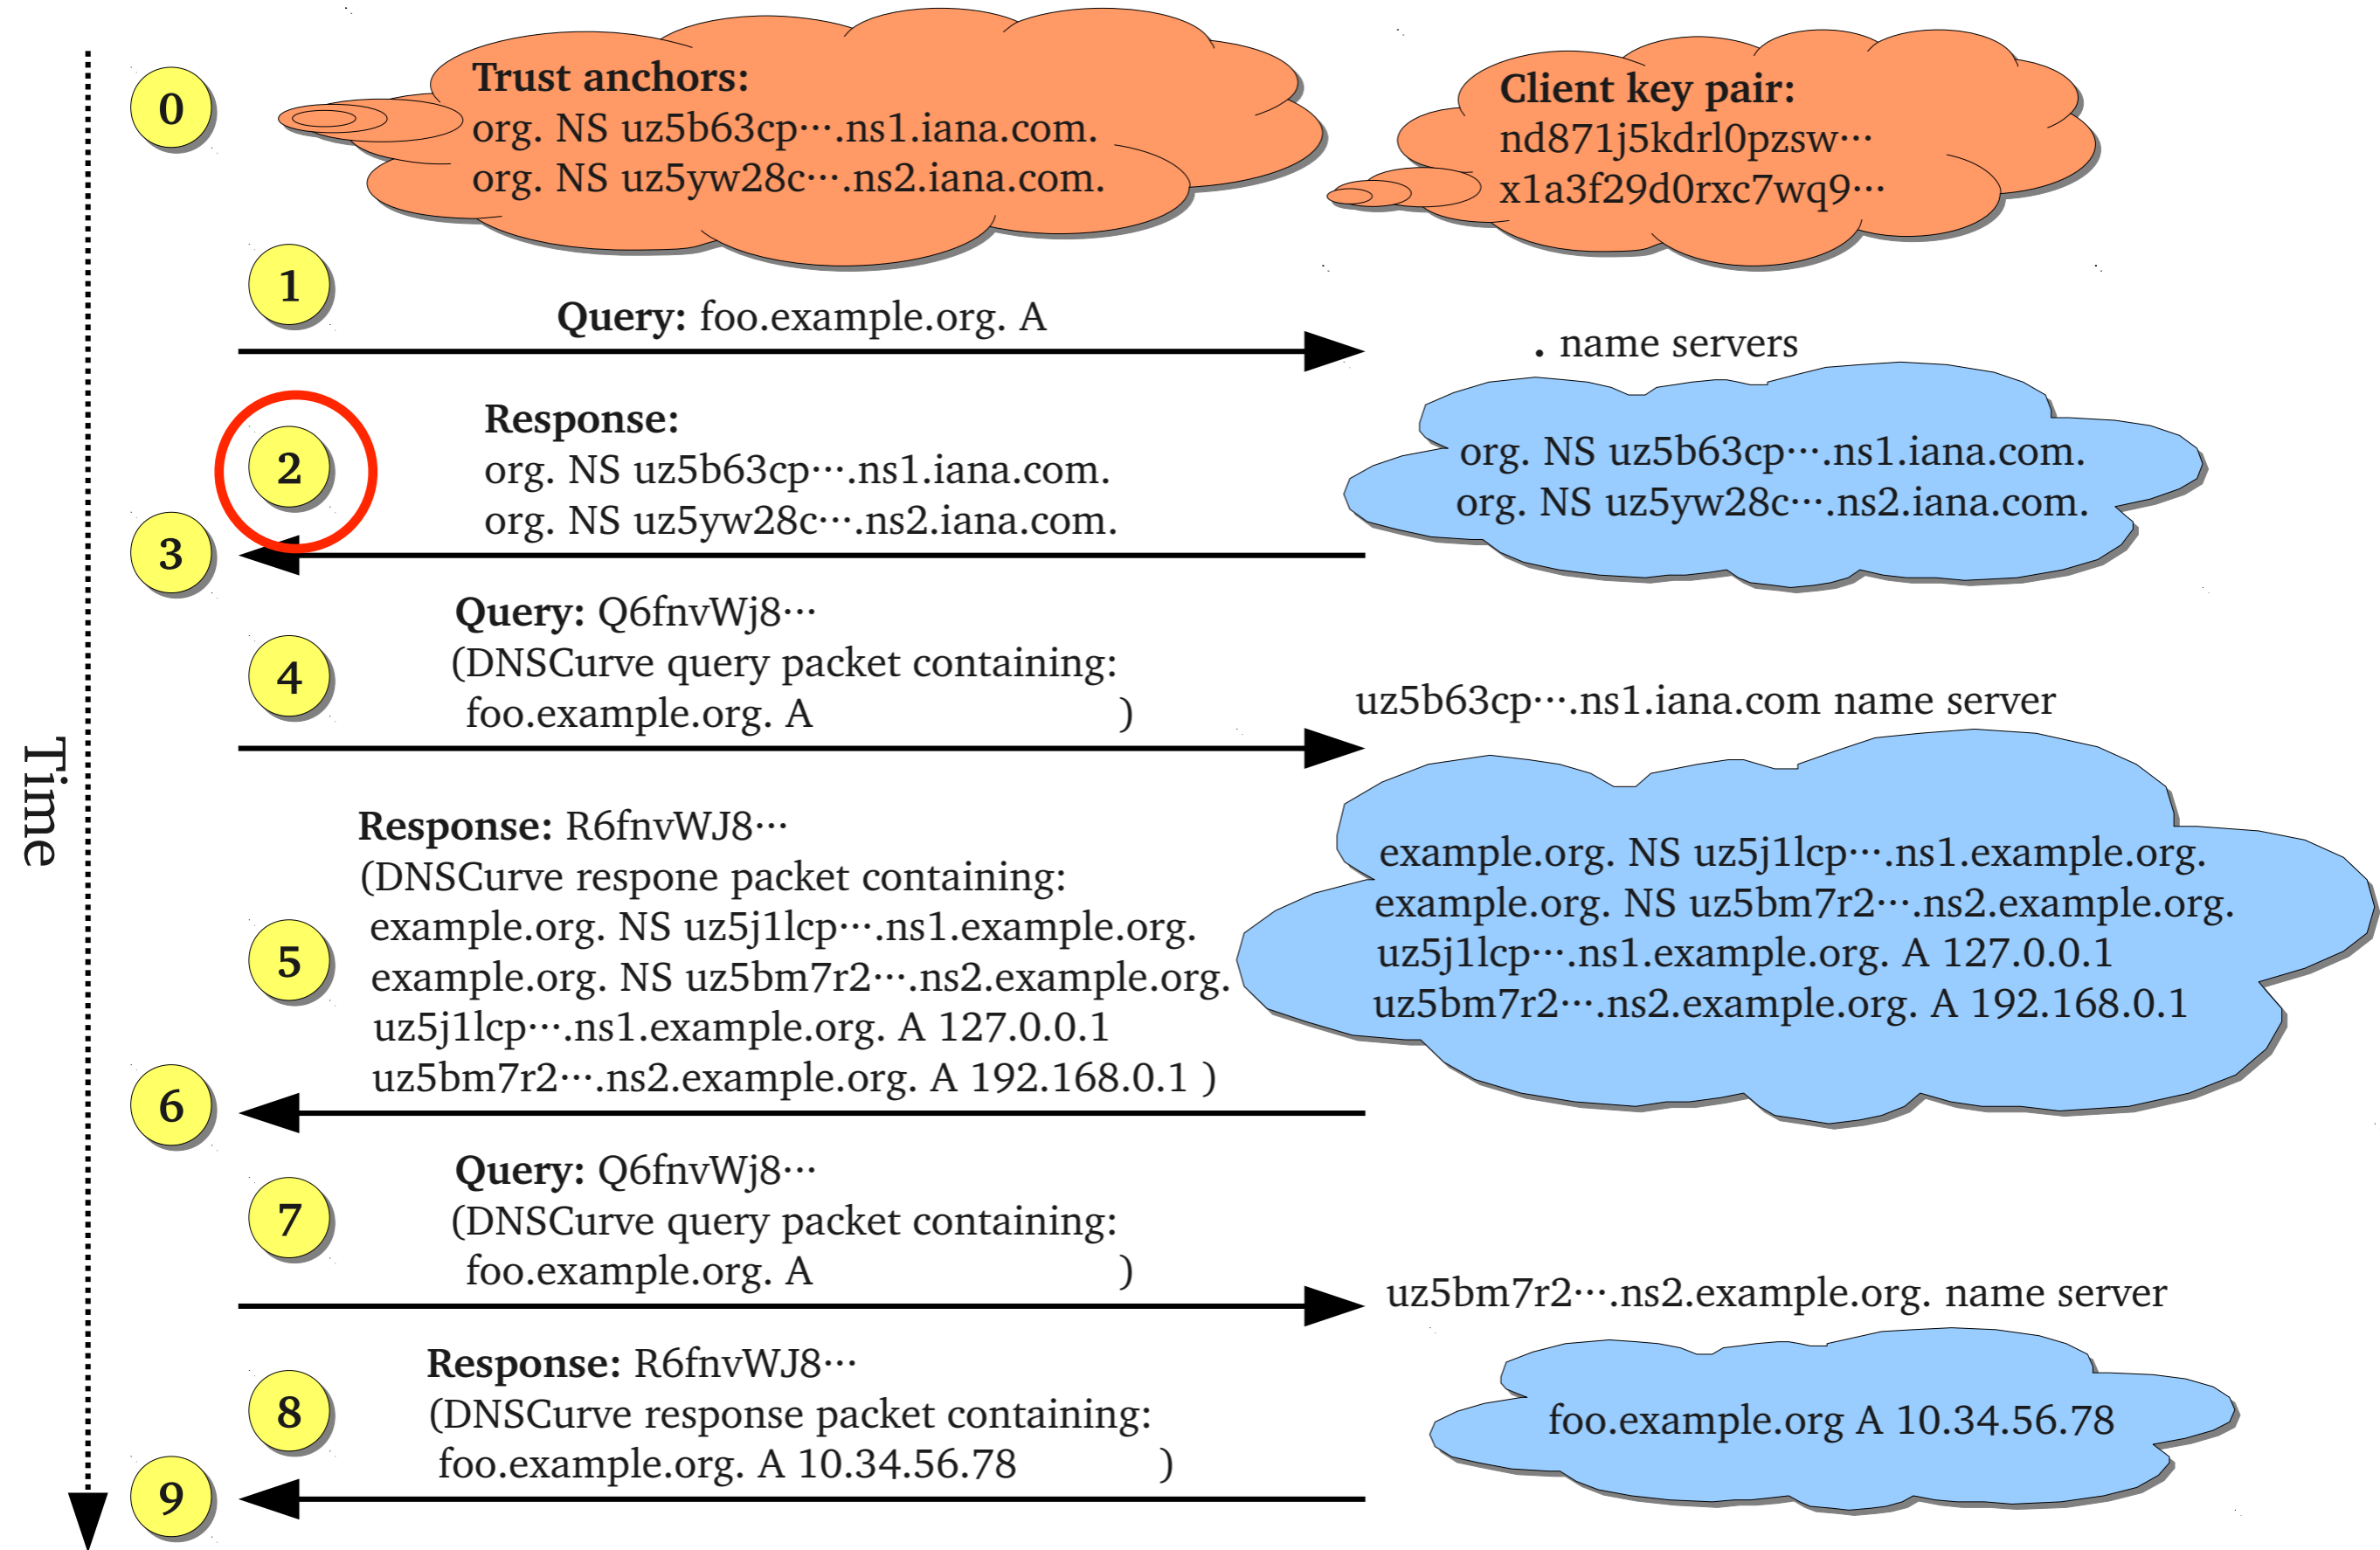 0
Trust anchors:
org. NS uz5b63cp···.ns1.iana.com.
org. NS uz5yw28c···.ns2.iana.com.
Client key pair:
nd871j5kdrl0pzsw···
x1a3f29d0rxc7wq9···
1
Query: foo.example.org. A
. name servers
2
Response:
org. NS uz5b63cp···.ns1.iana.com.
org. NS uz5yw28c···.ns2.iana.com.
org. NS uz5b63cp···.ns1.iana.com.
org. NS uz5yw28c···.ns2.iana.com.
3
4
Query: Q6fnvWj8···
(DNSCurve query packet containing:
foo.example.org. A )
uz5b63cp···.ns1.iana.com name server
Time
5
Response: R6fnvWJ8···
(DNSCurve respone packet containing:
example.org. NS uz5j1lcp···.ns1.example.org.
example.org. NS uz5bm7r2···.ns2.example.org.
uz5j1lcp···.ns1.example.org. A 127.0.0.1
uz5bm7r2···.ns2.example.org. A 192.168.0.1 )
example.org. NS uz5j1lcp···.ns1.example.org.
example.org. NS uz5bm7r2···.ns2.example.org.
uz5j1lcp···.ns1.example.org. A 127.0.0.1
uz5bm7r2···.ns2.example.org. A 192.168.0.1
6
7
Query: Q6fnvWj8···
(DNSCurve query packet containing:
foo.example.org. A )
uz5bm7r2···.ns2.example.org. name server
8
Response: R6fnvWJ8···
(DNSCurve response packet containing:
foo.example.org. A 10.34.56.78 )
foo.example.org A 10.34.56.78
9